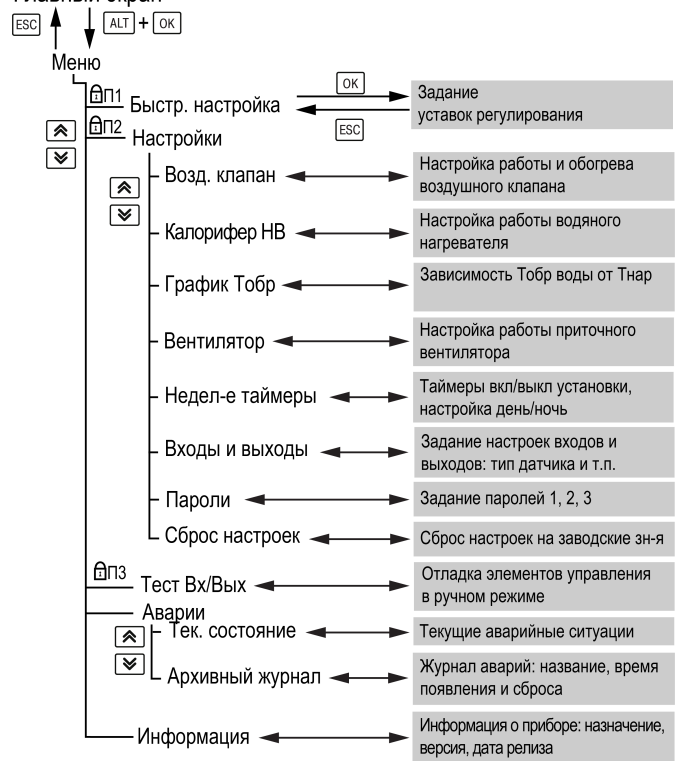 Главный экран
ESC ALT + OK
Меню
П1 Быстр. настройка OK ESC Задание
уставок регулирования
П2 Настройки
Возд. клапан Настройка работы и обогрева
воздушного клапана
Калорифер НВ Настройка работы водяного
нагревателя
График Тобр Зависимость Тобр воды от Тнар
Вентилятор Настройка работы приточного
вентилятора
Недел-е таймеры Таймеры вкл/выкл установки,
настройка день/ночь
Входы и выходы Задание настроек входов и
выходов: тип датчика и т.п.
Пароли Задание паролей 1, 2, 3
Сброс настроек Сброс настроек на заводские зн-я
П3 Тест Вх/Вых Отладка элементов управления
в ручном режиме
Аварии
Тек. состояние Текущие аварийные ситуации
Архивный журнал Журнал аварий: название, время
появления и сброса
Информация Информация о приборе: назначение,
версия, дата релиза